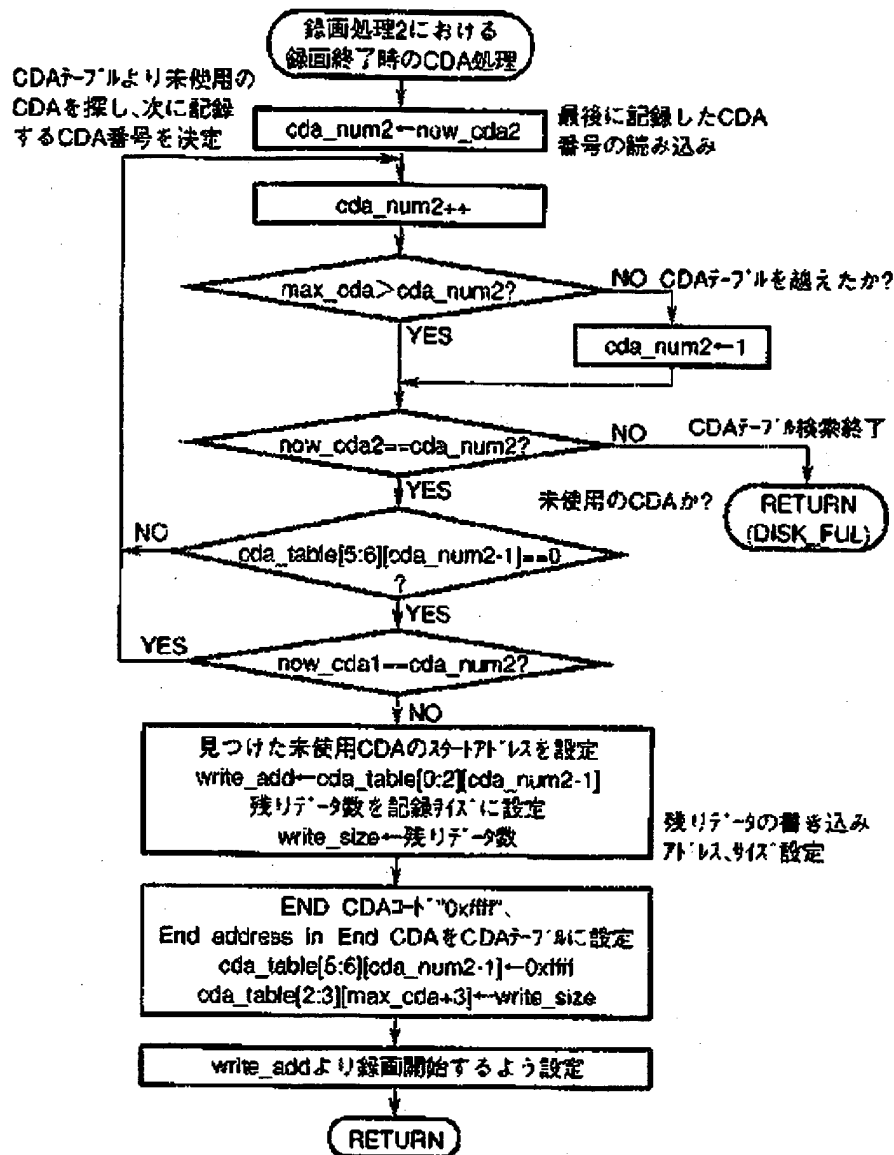 録画処理2における
録画終了時のCDA処理
CDAテーブルより未使用の
CDAを探し、次に記録
するCDA番号を決定
cda_num2←now_cda2
最後に記録したCDA
番号の読み込み
cda_num2++
max_cda>cda_num2?
NO
CDAテーブルを越えたか?
YES
cda_num2←1
now_cda2==cda_num2?
NO
CDAテーブル検索終了
YES
未使用のCDAか?
RETURN
(DISK_FUL)
NO
cda_table[5:6][cda_num2-1]==0
?
YES
YES
now_cda1==cda_num2?
NO
見つけた未使用CDAのスタートアドレスを設定
write_add←cda_table[0:2][cda_num2-1]
残りデータ数を記録サイズに設定
write_size←残りデータ数
残りデータの書き込み
アドレス、サイズ設定
END CDAコード"0xffff"、
End address in End CDAをCDAテーブルに設定
cda_table[5:6][cda_num2-1]←0xffff
cda_table[2:3][max_cda+3]←write_size
write_addより録画開始するよう設定
RETURN